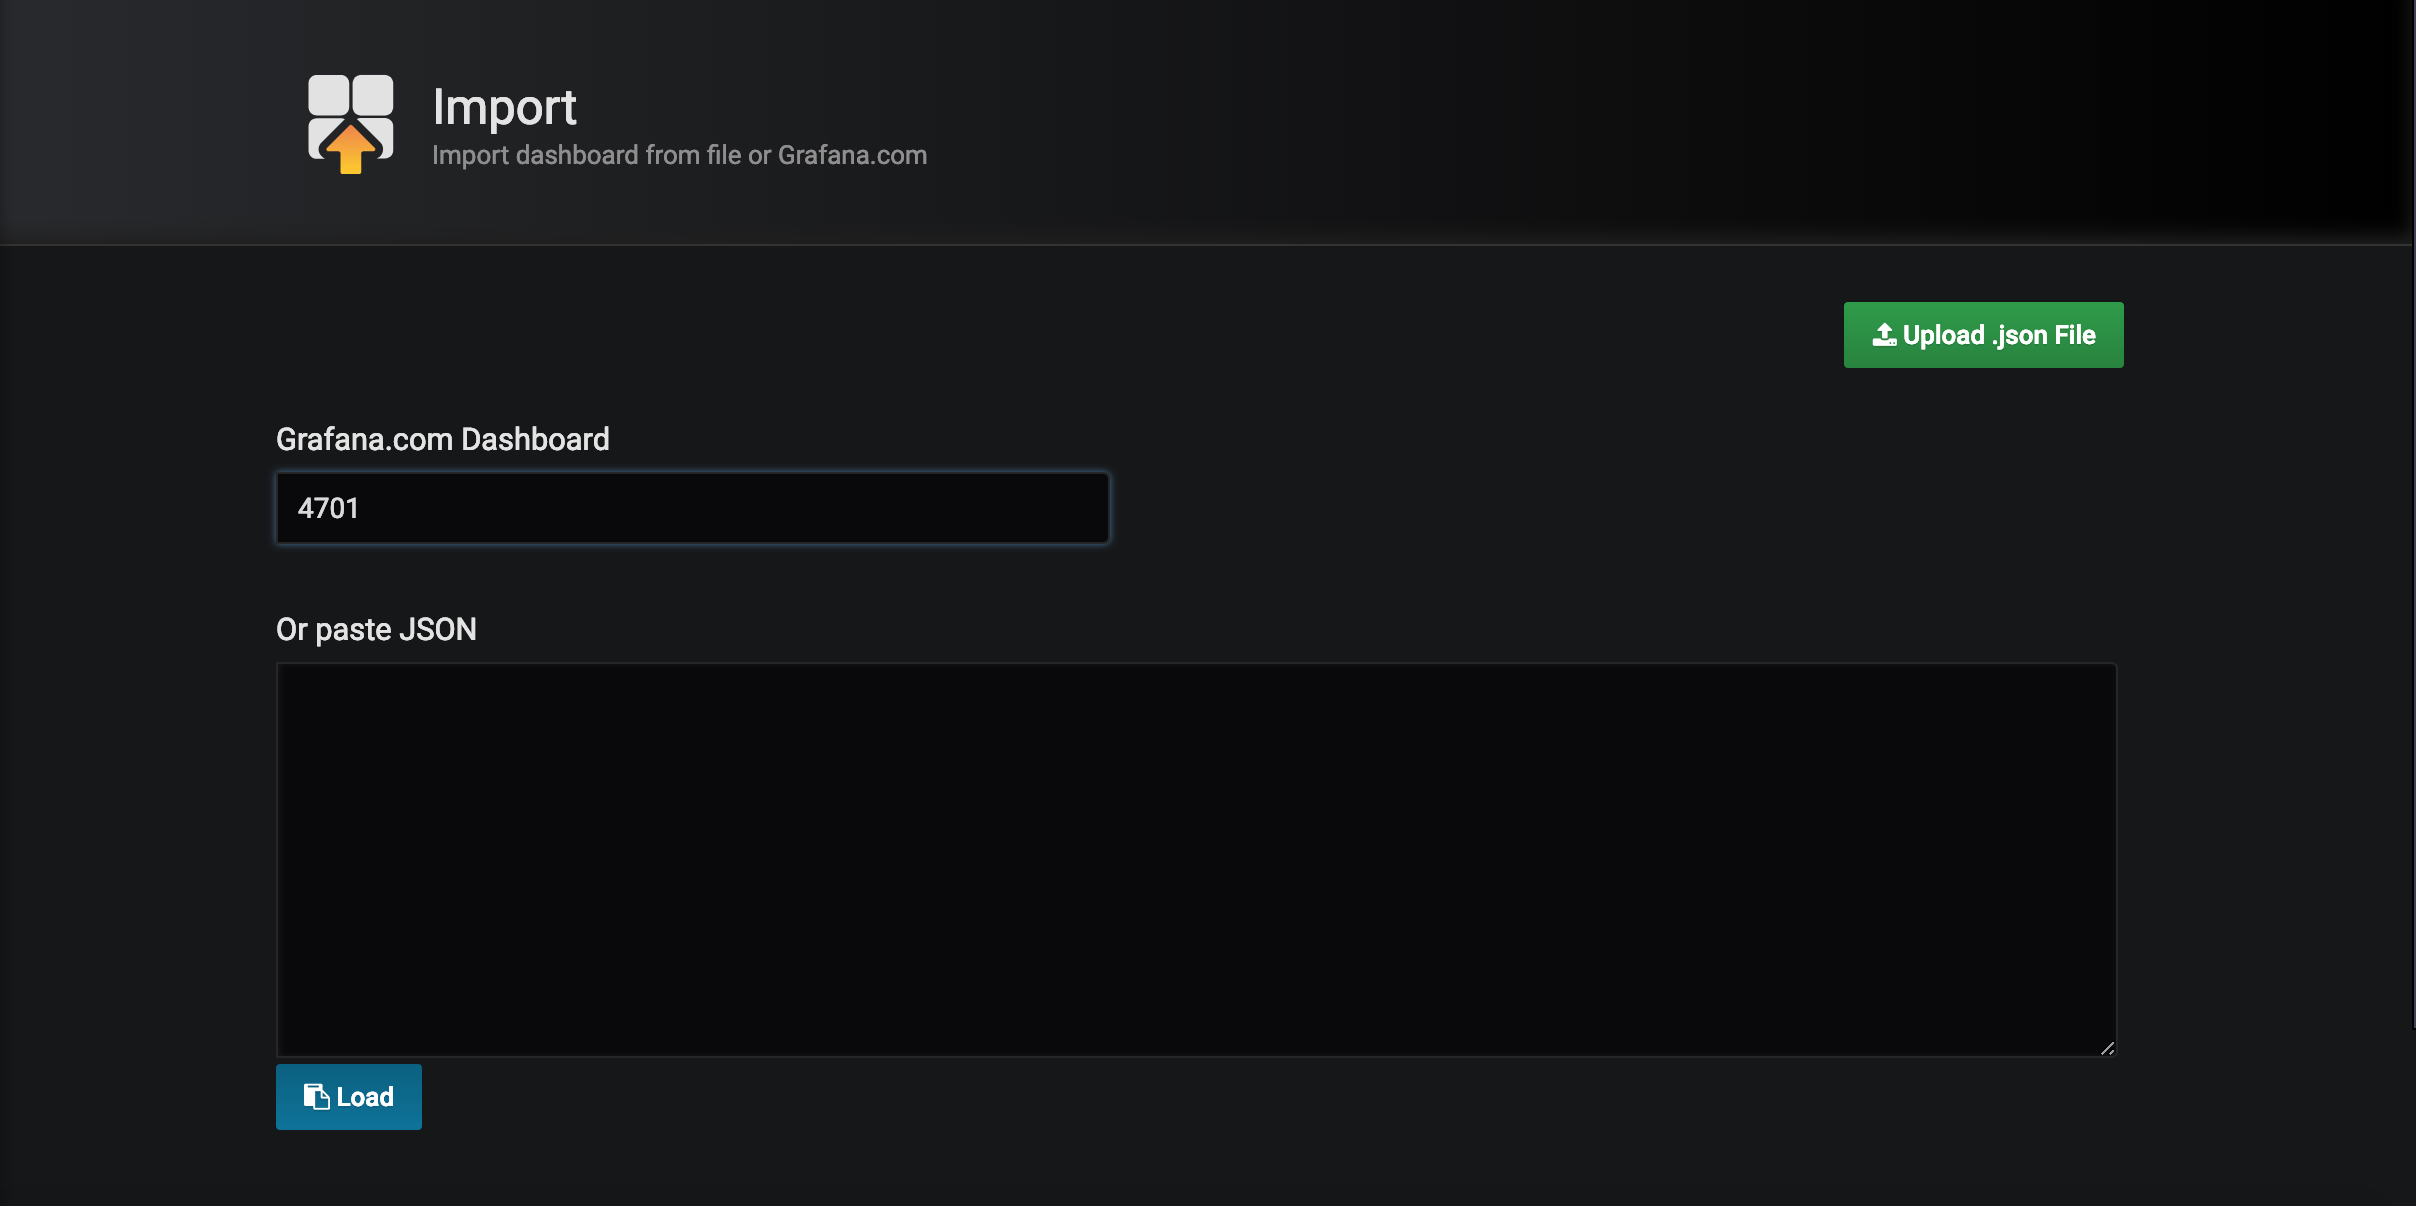 Import
Import dashboard from file or Grafana.com
Upload .json File
Grafana.com Dashboard
4701
Or paste JSON
Load